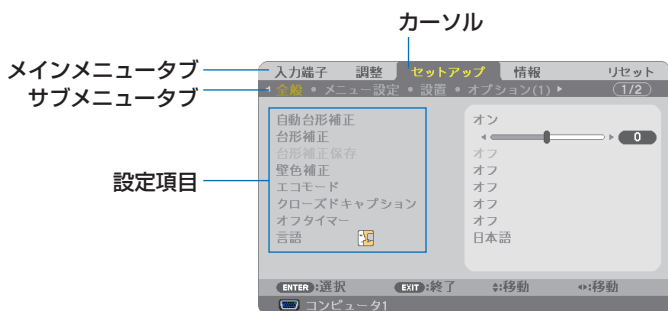 カーソル
メインメニュータブ
サブメニュータブ
設定項目
入力端子 調整 セットアップ 情報 リセット
全般 • メニュー設定 • 設置 • オプション(1) (1/2)
自動台形補正 オン
台形補正 0
台形補正保存 オフ
壁色補正 オフ
エコモード オフ
クローズドキャプション オフ
オフタイマー オフ
言語 日本語
ENTER:選択 EXIT:終了 :移動 :移動
コンピュータ1